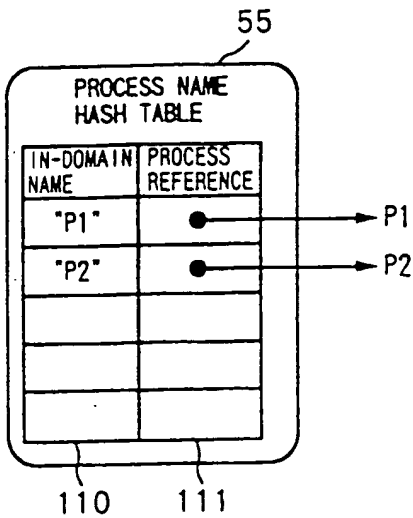 55
PROCESS NAME
HASH TABLE
IN-DOMAIN NAME
PROCESS REFERENCE
"P1"
P1
"P2"
P2
110
111